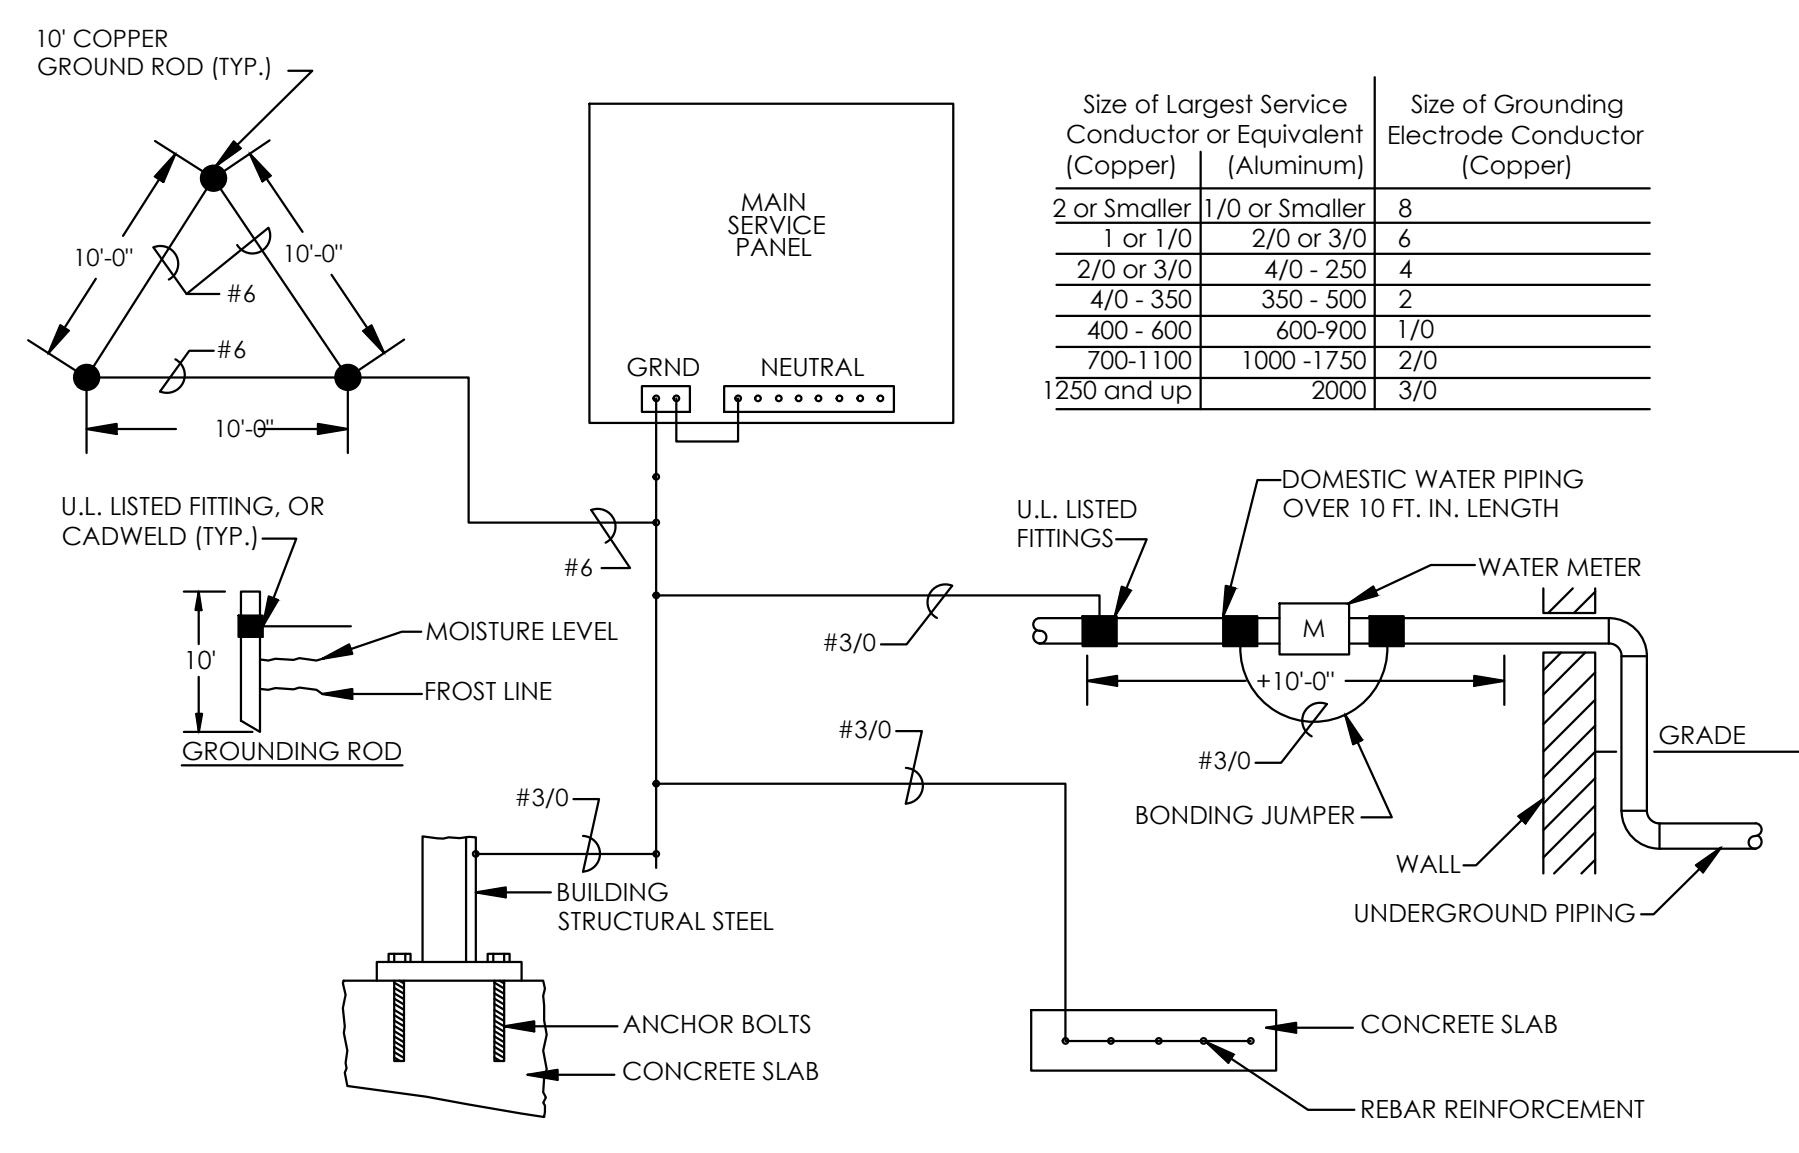 10' COPPER
GROUND ROD (TYP.)
10'-0"
10'-0"
#6
#6
10'-0"
U.L. LISTED FITTING, OR
CADWELD (TYP.)
10'
MOISTURE LEVEL
FROST LINE
GROUNDING ROD
MAIN
SERVICE
PANEL
GRND
NEUTRAL
Size of Largest Service
Conductor or Equivalent
(Copper)
(Aluminum)
Size of Grounding
Electrode Conductor
(Copper)
2 or Smaller 1/0 or Smaller 8
1 or 1/0 2/0 or 3/0 6
2/0 or 3/0 4/0 - 250 4
4/0 - 350 350 - 500 2
400 - 600 600-900 1/0
700-1100 1000 -1750 2/0
1250 and up 2000 3/0
#6
U.L. LISTED
FITTINGS
DOMESTIC WATER PIPING
OVER 10 FT. IN. LENGTH
WATER METER
M
#3/0
+10'-0"
#3/0
BONDING JUMPER
GRADE
WALL
UNDERGROUND PIPING
#3/0
#3/0
BUILDING
STRUCTURAL STEEL
ANCHOR BOLTS
CONCRETE SLAB
CONCRETE SLAB
REBAR REINFORCEMENT